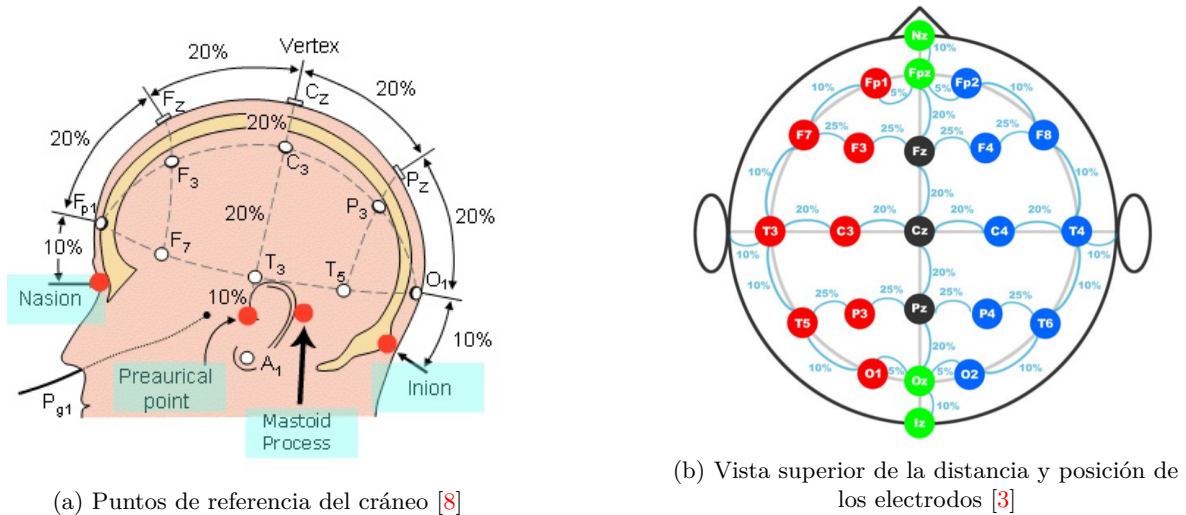 20%
Vertex
20%
Fz
Cz
20%
20%
F3
C3
Pz
Fp1
20%
P3
20%
10%
F7
T3
T5
O1
Nasion
10%
10%
A1
Preaurical
point
Inion
Pg1
Mastoid
Process
(a) Puntos de referencia del cráneo [8]
Nz
10%
Fp1
Fpz
Fp2
10%
5%
5%
10%
20%
F7
25%
F3
25%
Fz
25%
F4
25%
F8
10%
20%
10%
20%
20%
20%
20%
T3
C3
Cz
C4
T4
10%
10%
10%
20%
10%
T5
25%
P3
25%
Pz
25%
P4
25%
T6
20%
10%
O1
5%
Oz
5%
O2
10%
10%
Iz
(b) Vista superior de la distancia y posición de
los electrodos [3]